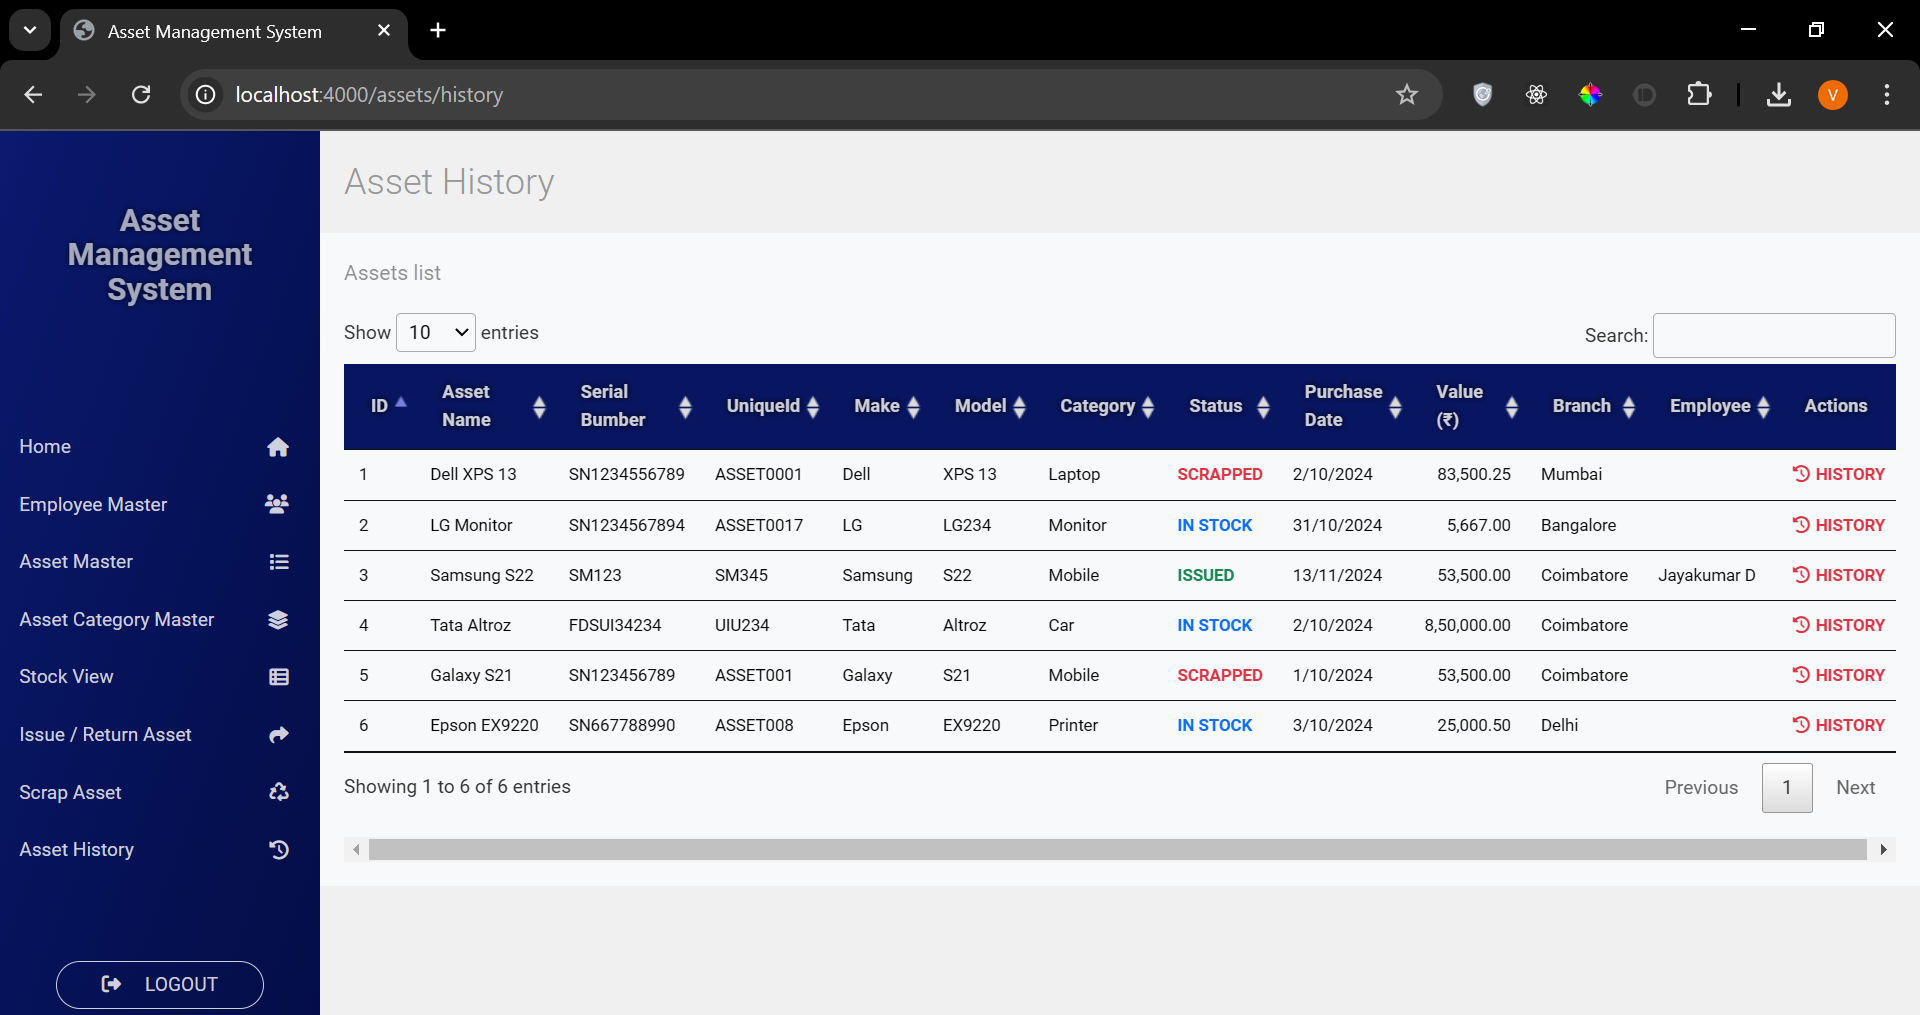 Asset Management System
localhost:4000/assets/history
V
Asset
Management
System
Home
Employee Master
Asset Master
Asset Category Master
Stock View
Issue / Return Asset
Scrap Asset
Asset History
LOGOUT
Asset History
Assets list
Show 10 entries
Search:
ID Asset Name Serial Bumber UniqueId Make Model Category Status Purchase Date Value (₹) Branch Employee Actions
1 Dell XPS 13 SN1234556789 ASSET0001 Dell XPS 13 Laptop SCRAPPED 2/10/2024 83,500.25 Mumbai HISTORY
2 LG Monitor SN1234567894 ASSET0017 LG LG234 Monitor IN STOCK 31/10/2024 5,667.00 Bangalore HISTORY
3 Samsung S22 SM123 SM345 Samsung S22 Mobile ISSUED 13/11/2024 53,500.00 Coimbatore Jayakumar D HISTORY
4 Tata Altroz FDSUI34234 UIU234 Tata Altroz Car IN STOCK 2/10/2024 8,50,000.00 Coimbatore HISTORY
5 Galaxy S21 SN123456789 ASSET001 Galaxy S21 Mobile SCRAPPED 1/10/2024 53,500.00 Coimbatore HISTORY
6 Epson EX9220 SN667788990 ASSET008 Epson EX9220 Printer IN STOCK 3/10/2024 25,000.50 Delhi HISTORY
Showing 1 to 6 of 6 entries
Previous 1 Next